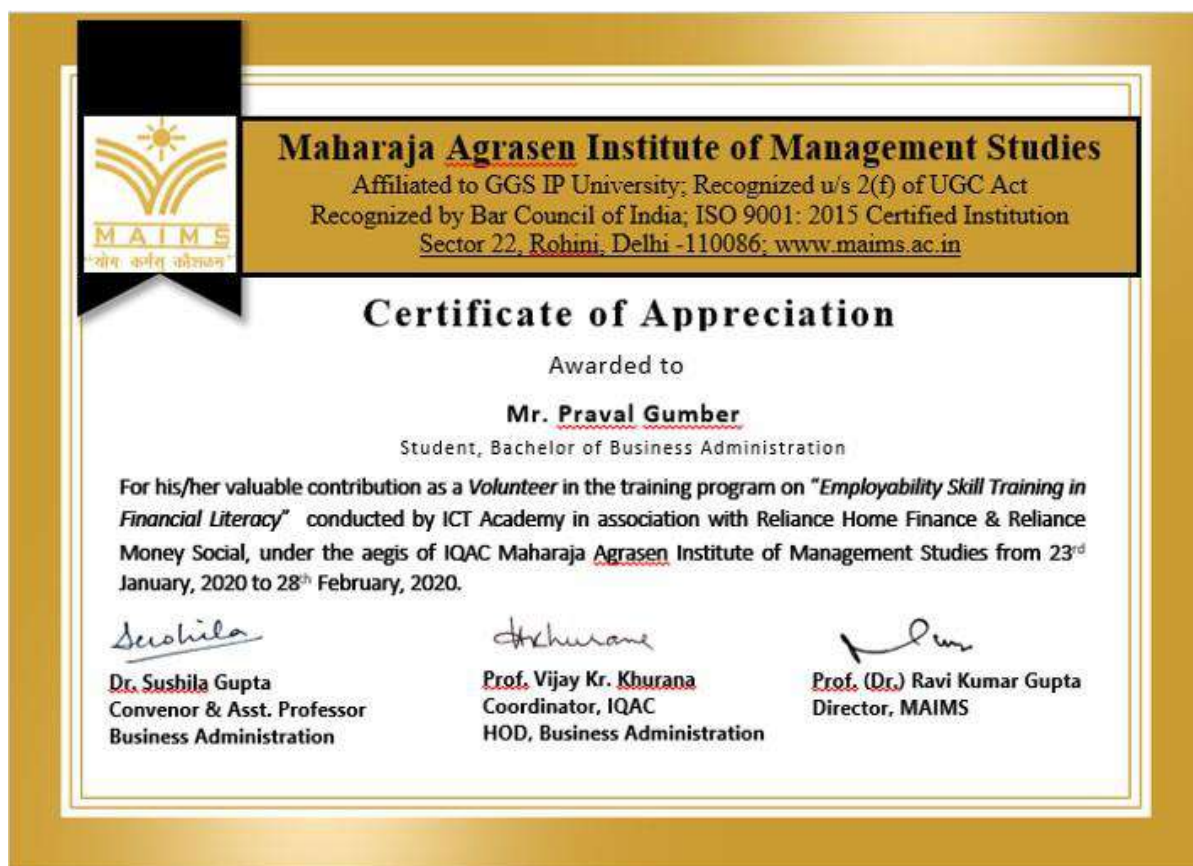 Maharaja Agrasen Institute of Management Studies
Affiliated to GGS IP University; Recognized u/s 2(f) of UGC Act
Recognized by Bar Council of India; ISO 9001: 2015 Certified Institution
Sector 22, Rohini, Delhi -110086; www.maims.ac.in
MAIMS
"योगः कर्मसु कौशलम्"
Certificate of Appreciation
Awarded to
Mr. Praval Gumber
Student, Bachelor of Business Administration
For his/her valuable contribution as a Volunteer in the training program on "Employability Skill Training in
Financial Literacy" conducted by ICT Academy in association with Reliance Home Finance & Reliance
Money Social, under the aegis of IQAC Maharaja Agrasen Institute of Management Studies from 23rd
January, 2020 to 28th February, 2020.
Sushila
Dr. Sushila Gupta
Convenor & Asst. Professor
Business Administration
Prof. Vijay Kr. Khurana
Coordinator, IQAC
HOD, Business Administration
Prof. (Dr.) Ravi Kumar Gupta
Director, MAIMS